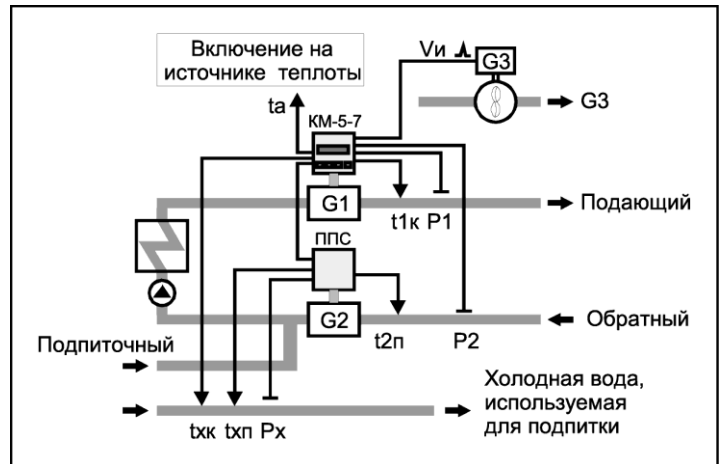 Включение на
источнике теплоты
Vи
G3
G3
ta
КМ-5-7
G1
Подающий
t1к P1
ППС
G2
Обратный
t2п
P2
Подпиточный
Холодная вода,
используемая
для подпитки
tхк tхп Pх